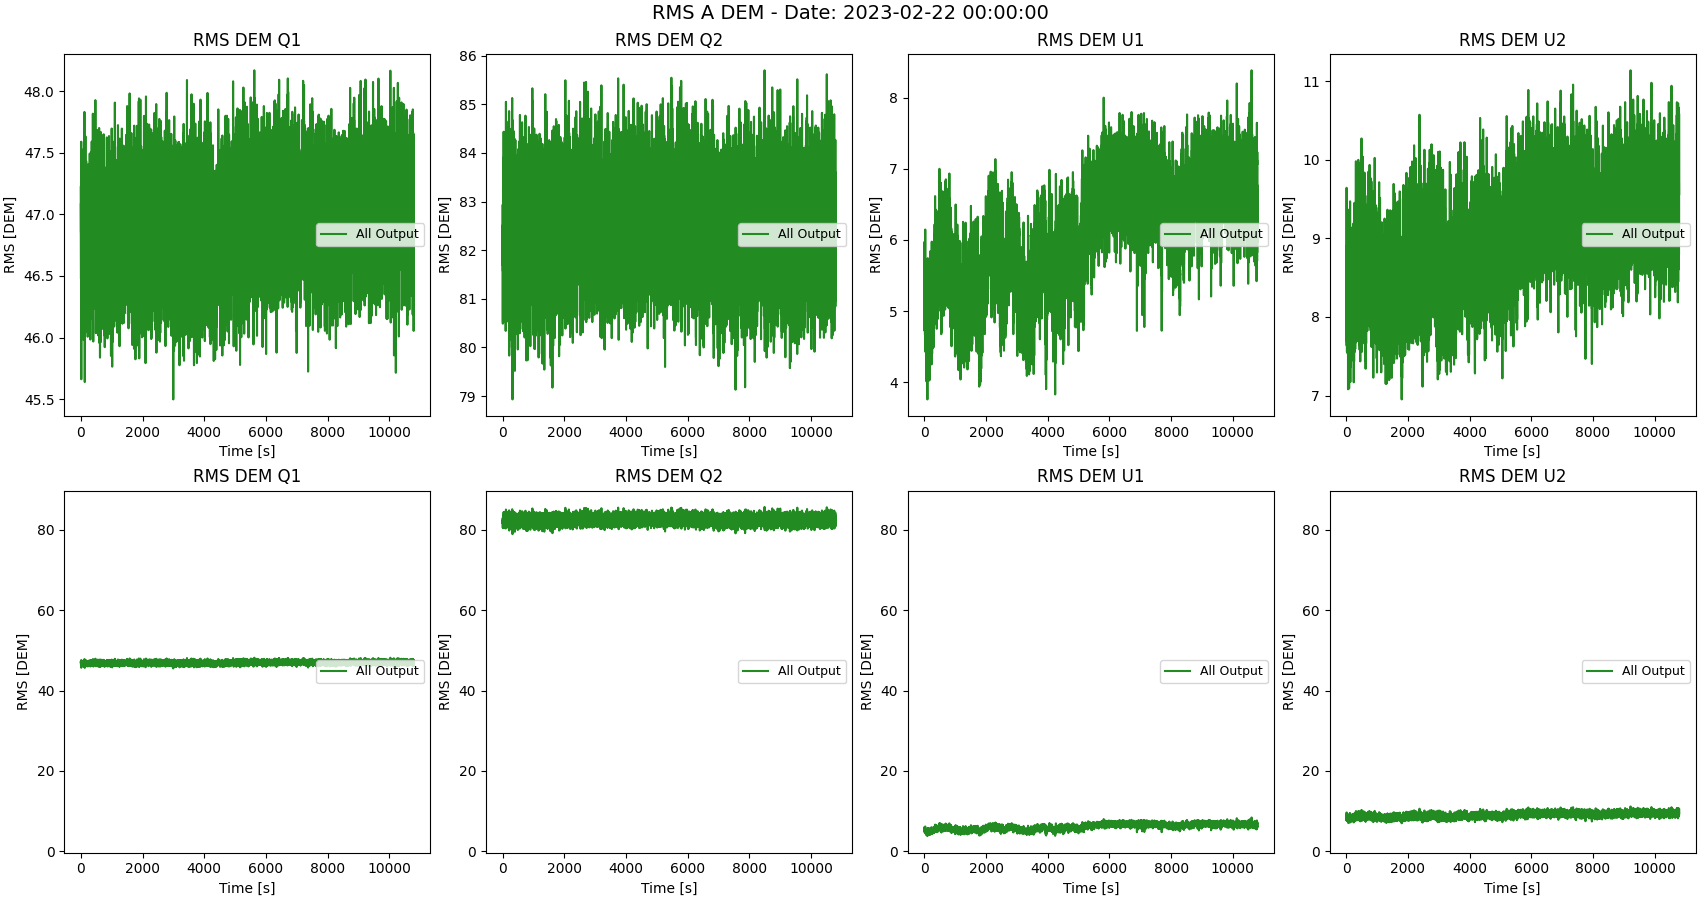 RMS A DEM - Date: 2023-02-22 00:00:00
RMS DEM Q1
RMS [DEM]
48.0
47.5
47.0
46.5
46.0
45.5
All Output
0 2000 4000 6000 8000 10000
Time [s]
RMS DEM Q2
RMS [DEM]
86
85
84
83
82
81
80
79
All Output
0 2000 4000 6000 8000 10000
Time [s]
RMS DEM U1
RMS [DEM]
8
7
6
5
4
All Output
0 2000 4000 6000 8000 10000
Time [s]
RMS DEM U2
RMS [DEM]
11
10
9
8
7
All Output
0 2000 4000 6000 8000 10000
Time [s]
RMS DEM Q1
RMS [DEM]
80
60
40
20
0
All Output
0 2000 4000 6000 8000 10000
Time [s]
RMS DEM Q2
RMS [DEM]
80
60
40
20
0
All Output
0 2000 4000 6000 8000 10000
Time [s]
RMS DEM U1
RMS [DEM]
80
60
40
20
0
All Output
0 2000 4000 6000 8000 10000
Time [s]
RMS DEM U2
RMS [DEM]
80
60
40
20
0
All Output
0 2000 4000 6000 8000 10000
Time [s]